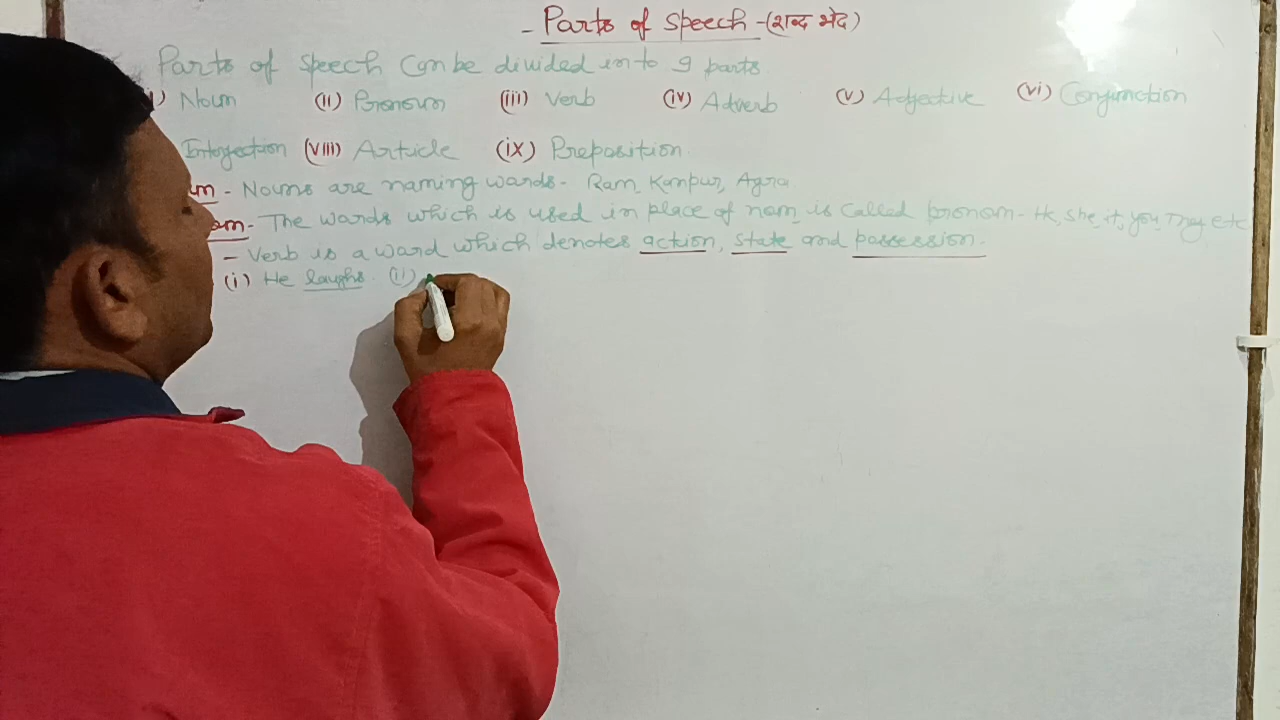 - Parts of speech - (शब्द भेद)
Parts of speech can be divided into 9 parts
) Noun (ii) Pronoun (iii) Verb (iv) Adverb (v) Adjective (vi) Conjunction
Interjection (viii) Article (ix) Preposition.
- Nouns are naming wards - Ram, Kanpur, Agra
- The wards which is used in place of nom is called pronom - He, she, it, you, They etc
- Verb is a ward which denotes action, state and possession.
(i) He laughs. (ii)